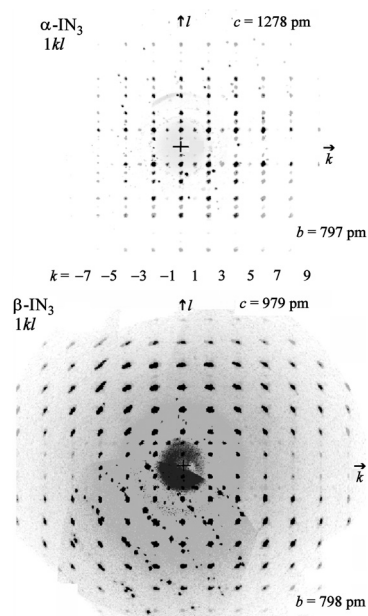 α-IN₃ ↑l c = 1278 pm
1kl
→
k
b = 797 pm
k = −7 −5 −3 −1 1 3 5 7 9
β-IN₃ ↑l c = 979 pm
1kl
→
k
b = 798 pm